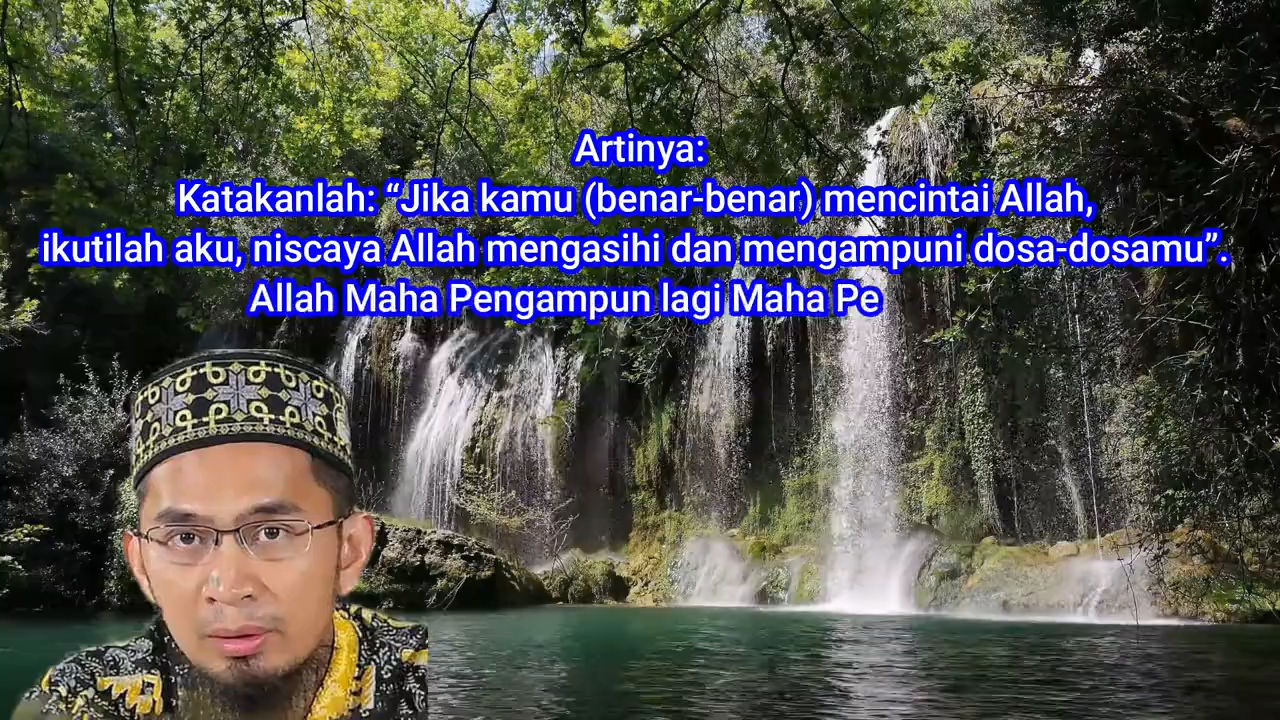 Artinya:
Katakanlah: “Jika kamu (benar-benar) mencintai Allah,
ikutilah aku, niscaya Allah mengasihi dan mengampuni dosa-dosamu”.
Allah Maha Pengampun lagi Maha Pe